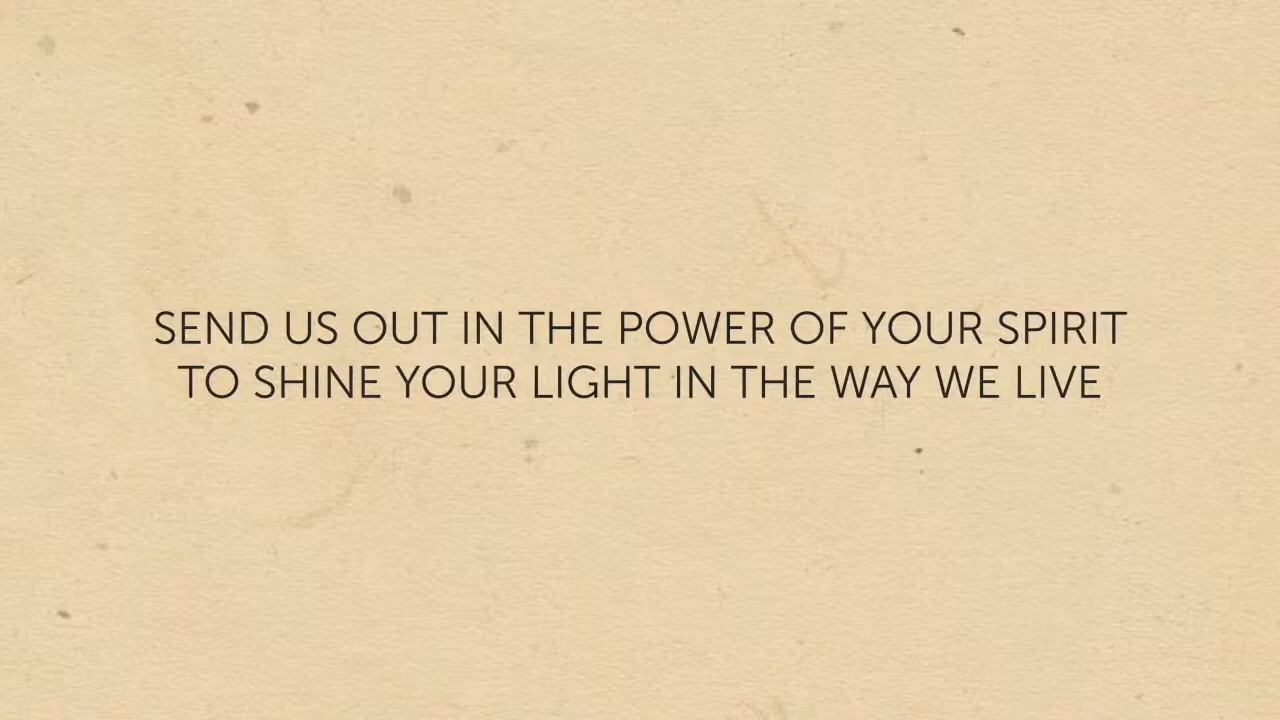 SEND US OUT IN THE POWER OF YOUR SPIRIT
TO SHINE YOUR LIGHT IN THE WAY WE LIVE